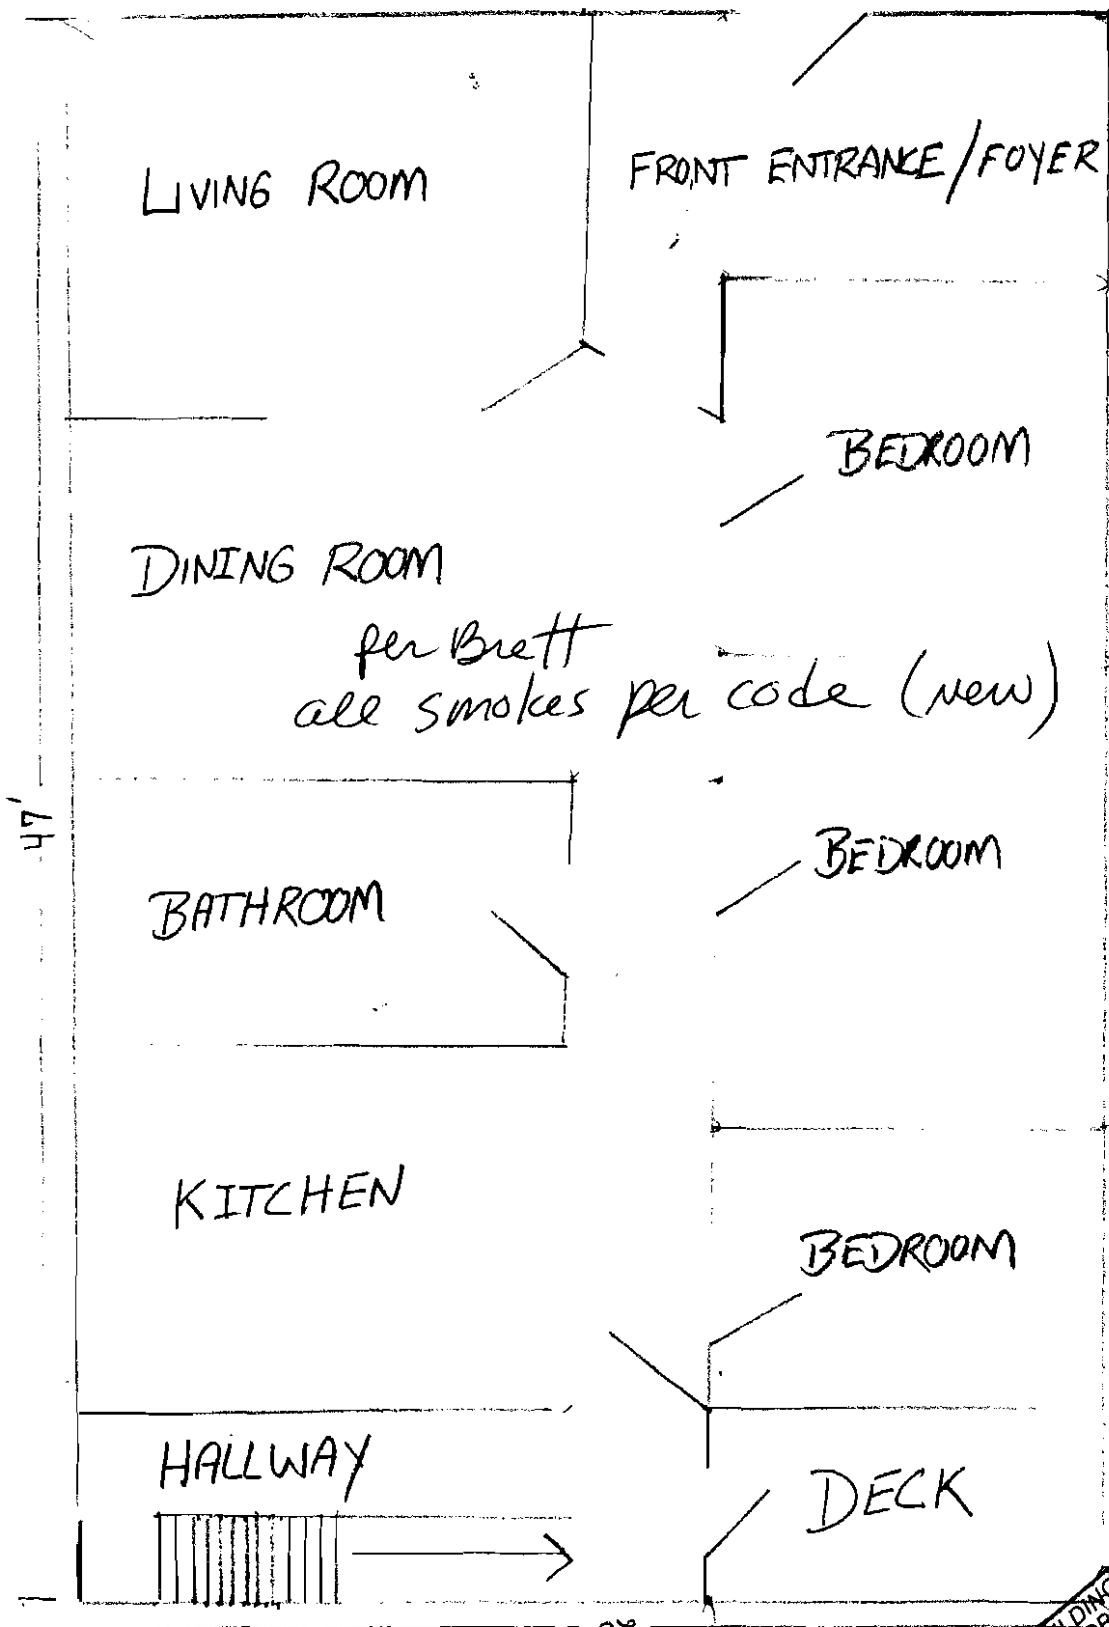 LIVING ROOM
FRONT ENTRANCE/FOYER
BEDROOM
DINING ROOM
per Brett
all smokes per code (new)
47'
BATHROOM
BEDROOM
KITCHEN
BEDROOM
HALLWAY
DECK